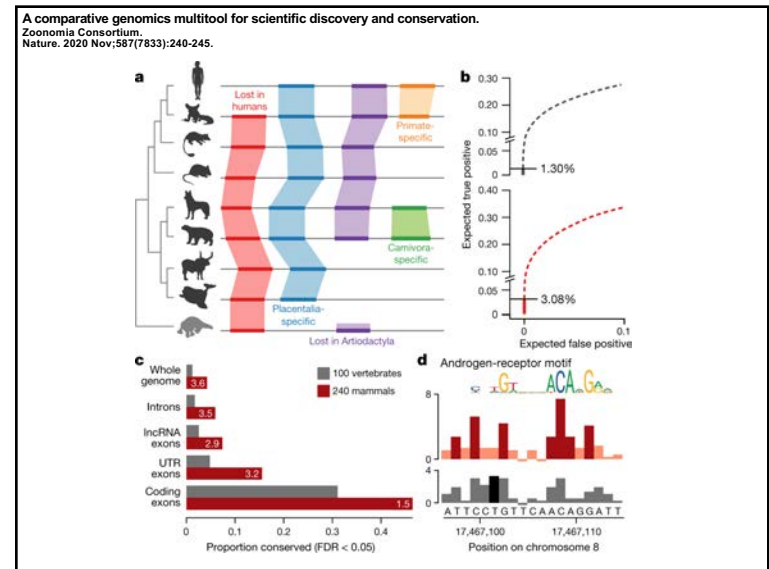 A comparative genomics multitool for scientific discovery and conservation.
Zoonomia Consortium.
Nature. 2020 Nov;587(7833):240-245.
a
Lost in
humans
Primate-
specific
Carnivora-
specific
Placentalia-
specific
Lost in Artiodactyla
b
Expected true positive
0.30
0.20
0.10
0.05
0
1.30%
0.40
0.30
0.20
0.10
0.05
0
3.08%
0
0.1
Expected false positive
c
100 vertebrates
240 mammals
Whole
genome
3.6
Introns
3.5
lncRNA
exons
2.9
UTR
exons
3.2
Coding
exons
1.5
0 0.1 0.2 0.3 0.4
Proportion conserved (FDR < 0.05)
d
Androgen-receptor motif
GT ACA GA
8
0
4
0
ATTCCTGTTCAACAGGATT
17,467,100 17,467,110
Position on chromosome 8